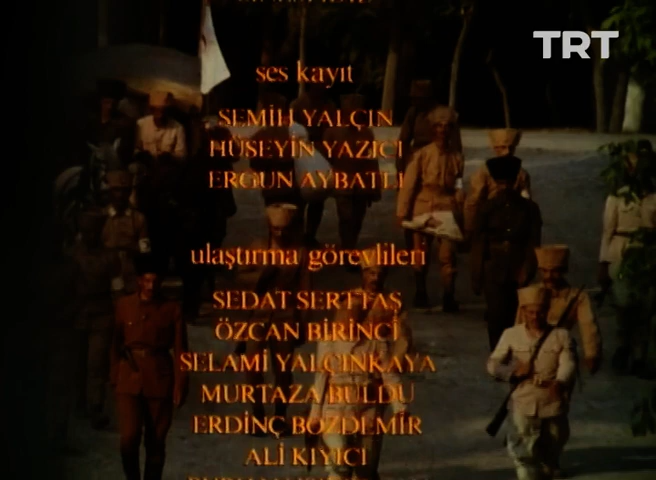 TRT
ses kayıt
SEMİH YALÇIN
HÜSEYİN YAZICI
ERGUN AYBATLI
ulaştırma görevlileri
SEDAT SERTTAŞ
ÖZCAN BİRİNCİ
SELAMİ YALÇINKAYA
MURTAZA BULDU
ERDİNÇ BOZDEMİR
ALİ KIYICI